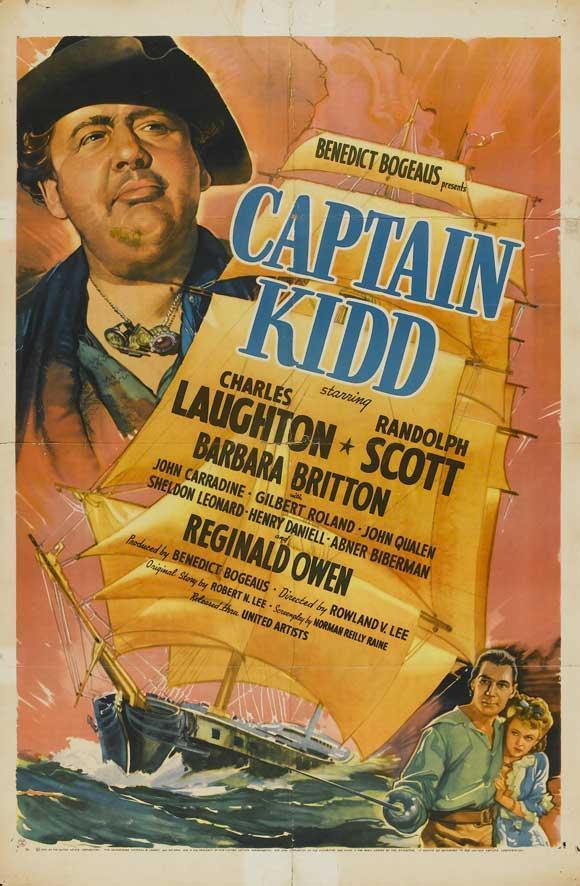 BENEDICT BOGEAUS
presents
CAPTAIN
KIDD
starring
CHARLES
LAUGHTON ★ RANDOLPH
SCOTT
BARBARA BRITTON
with
JOHN CARRADINE · GILBERT ROLAND · JOHN QUALEN
SHELDON LEONARD · HENRY DANIELL · ABNER BIBERMAN
and
REGINALD OWEN
Produced by BENEDICT BOGEAUS · Directed by ROWLAND V. LEE
Original Story by ROBERT N. LEE · Screenplay by NORMAN REILLY RAINE
Released thru UNITED ARTISTS